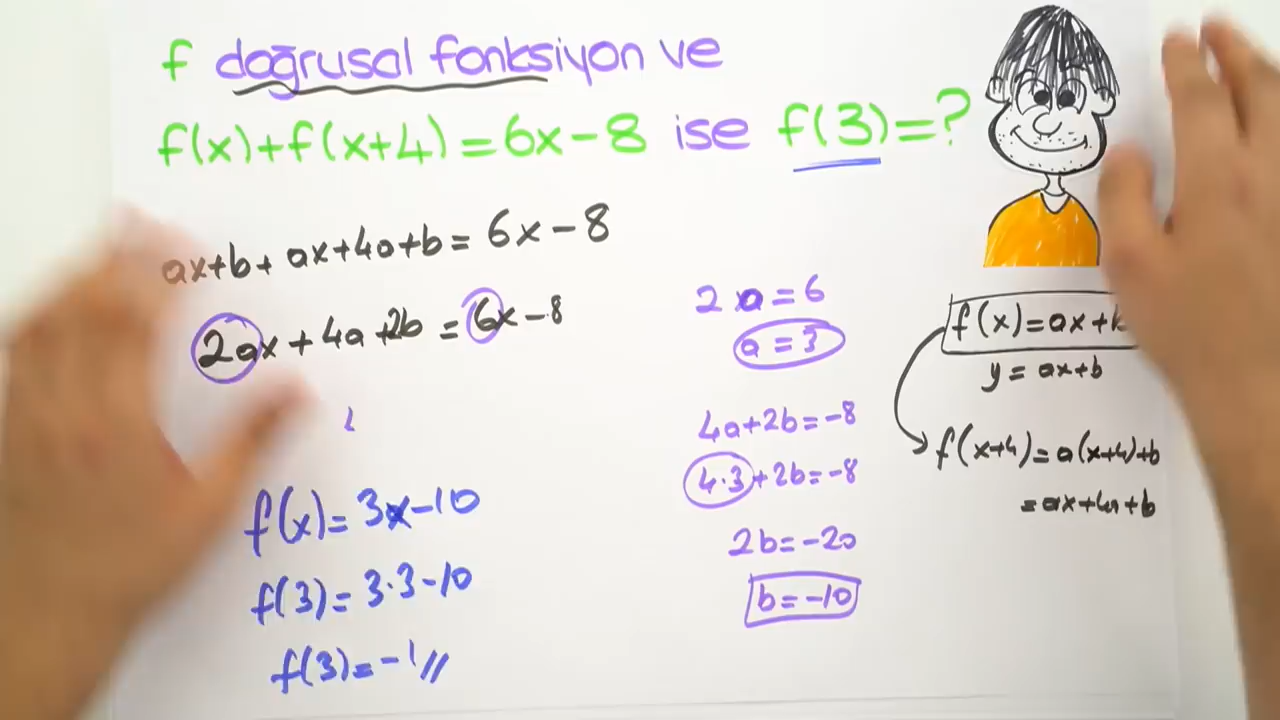 f doğrusal fonksiyon ve
f(x)+f(x+4)=6x-8 ise f(3)=?
ax+b+ax+4a+b=6x-8
2ax+4a+2b=6x-8
f(x)=3x-10
f(3)=3·3-10
f(3)=-1//
2a=6
a=3
4a+2b=-8
4·3+2b=-8
2b=-20
b=-10
f(x)=ax+b
y=ax+b
f(x+4)=a(x+4)+b
=ax+4a+b